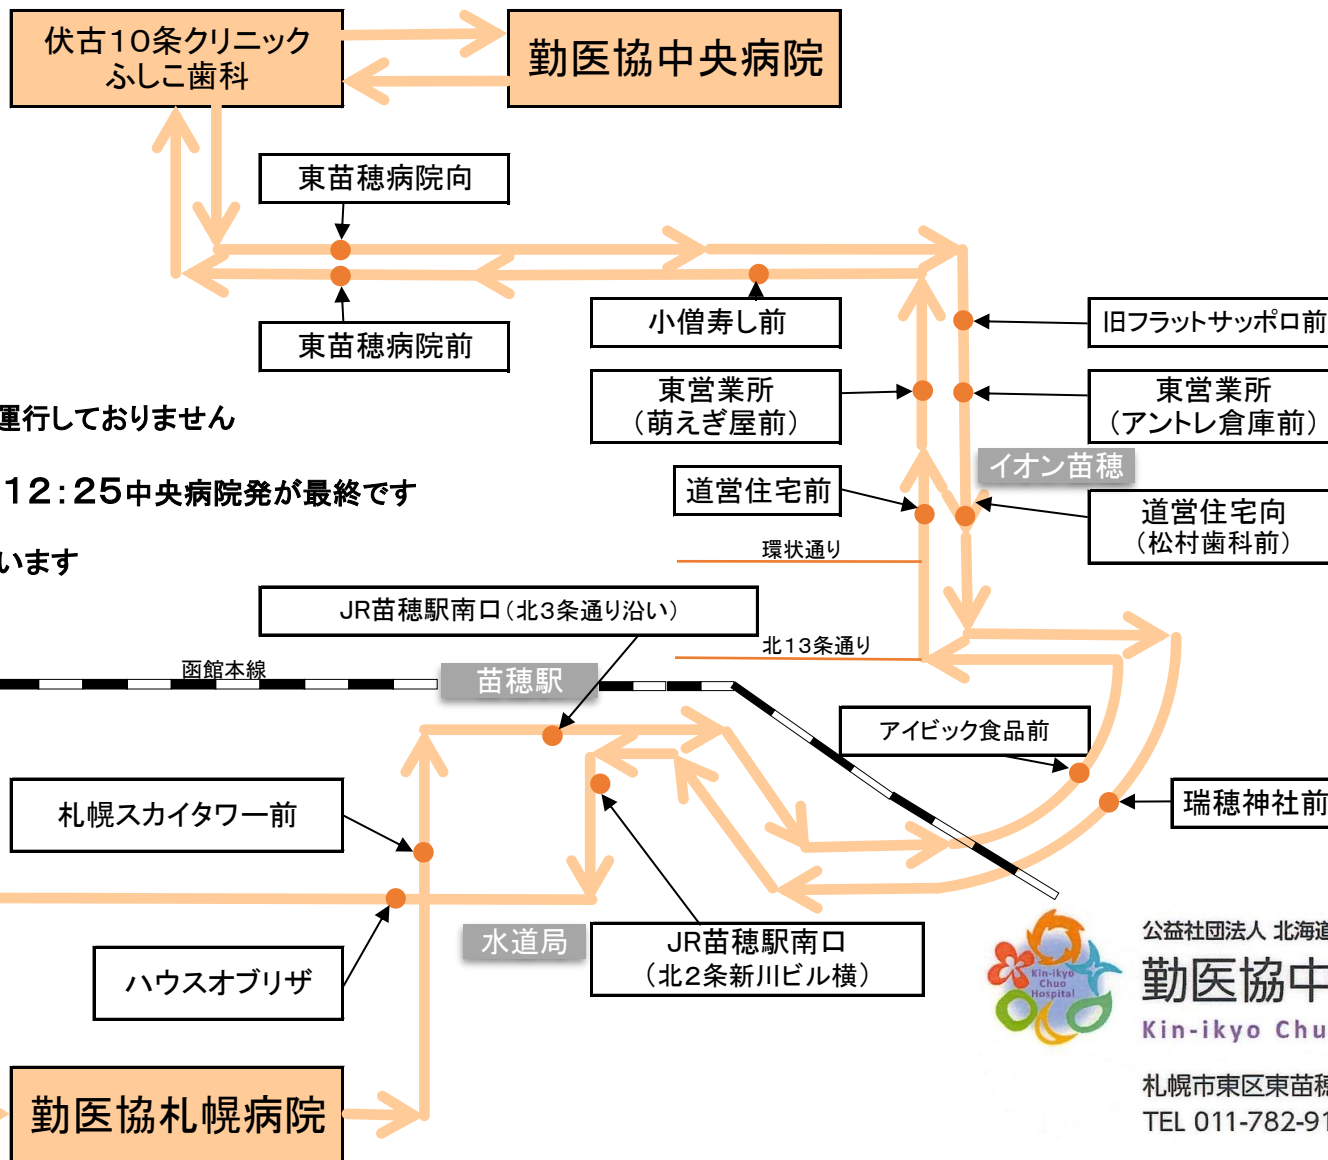 伏古10条クリニック
ふしこ歯科
勤医協中央病院
東苗穂病院向
東苗穂病院前
小僧寿し前
旧フラットサッポロ前
東営業所
（萌えぎ屋前）
東営業所
（アントレ倉庫前）
運行しておりません
イオン苗穂
12：25中央病院発が最終です
道営住宅前
道営住宅向
（松村歯科前）
環状通り
います
JR苗穂駅南口（北3条通り沿い）
北13条通り
函館本線
苗穂駅
アイビック食品前
札幌スカイタワー前
瑞穂神社前
水道局
JR苗穂駅南口
（北2条新川ビル横）
ハウスオブリザ
Kin-ikyo
Chuo
Hospital
公益社団法人 北海道
勤医協中
Kin-ikyo Chu
勤医協札幌病院
札幌市東区東苗穂
TEL 011-782-91